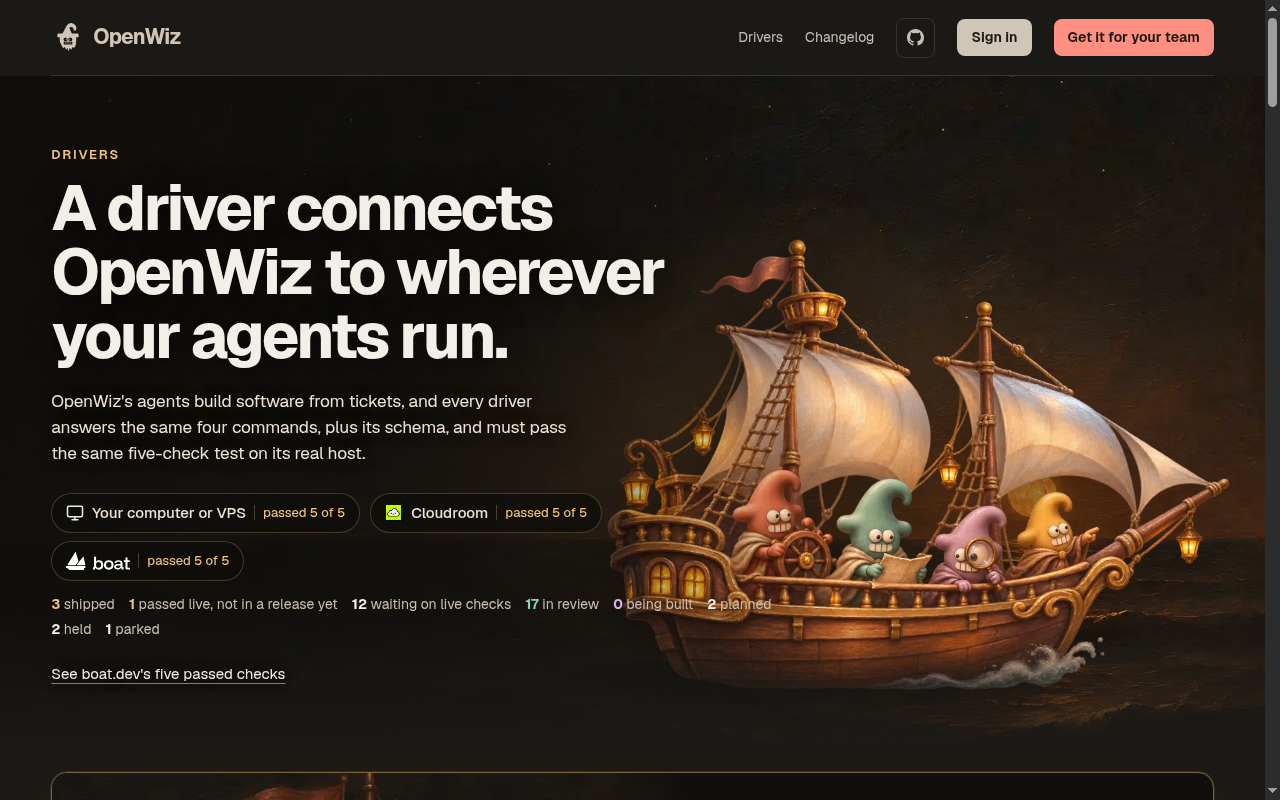 OpenWiz
Drivers
Changelog
Sign in
Get it for your team
DRIVERS
A driver connects
OpenWiz to wherever
your agents run.
OpenWiz's agents build software from tickets, and every driver
answers the same four commands, plus its schema, and must pass
the same five-check test on its real host.
Your computer or VPS passed 5 of 5
Cloudroom passed 5 of 5
boat passed 5 of 5
3 shipped 1 passed live, not in a release yet 12 waiting on live checks 17 in review 0 being built 2 planned
2 held 1 parked
See boat.dev's five passed checks